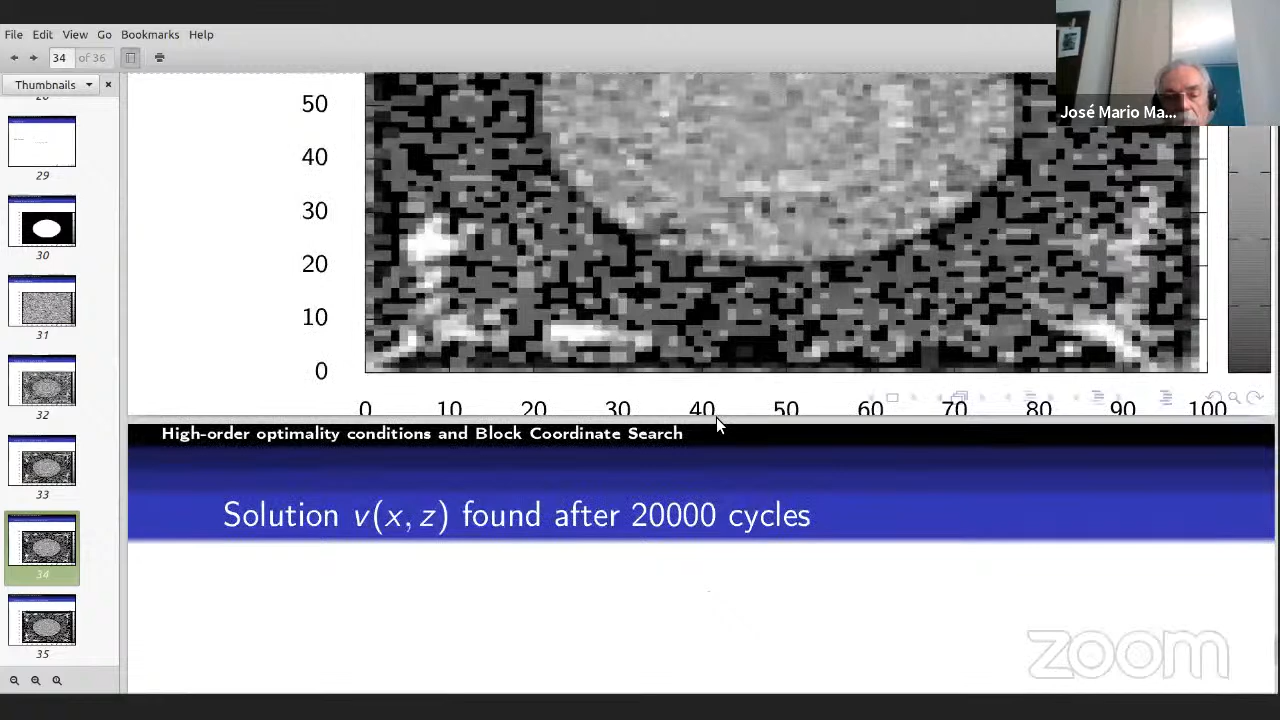 File Edit View Go Bookmarks Help
34 of 36
Thumbnails
29
30
31
32
33
34
35
José Mario Ma...
50
40
30
20
10
0
0 10 20 30 40 50 60 70 80 90 100
High-order optimality conditions and Block Coordinate Search
Solution v(x, z) found after 20000 cycles
zoom